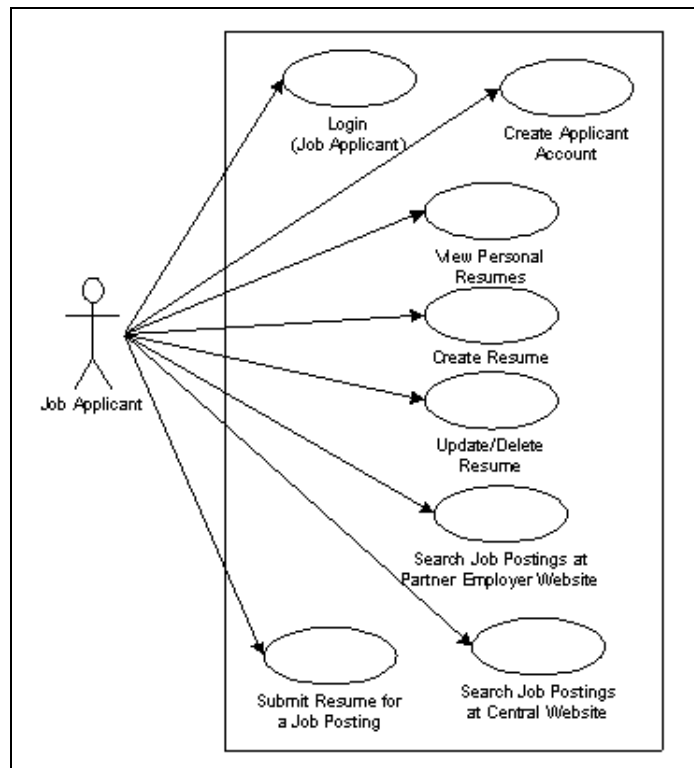 Login
(Job Applicant)
Create Applicant
Account
View Personal
Resumes
Create Resume
Job Applicant
Update/Delete
Resume
Search Job Postings at
Partner Employer Website
Submit Resume for
a Job Posting
Search Job Postings
at Central Website